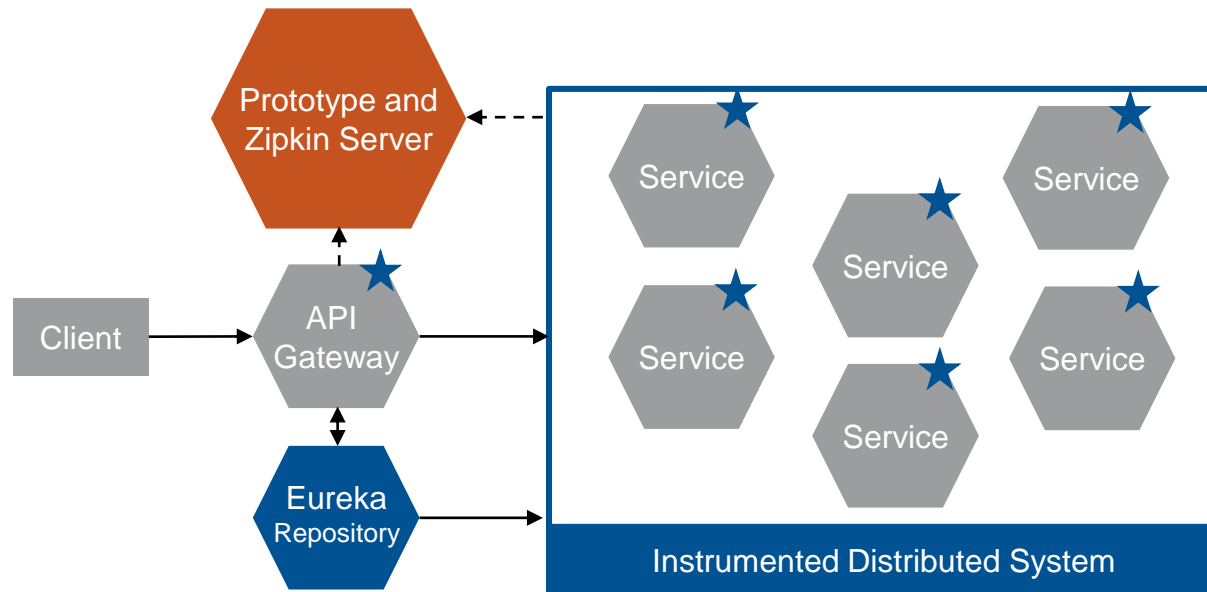 Prototype and
Zipkin Server
Service
Service
Service
Service
Service
Service
Client
API
Gateway
Eureka
Repository
Instrumented Distributed System